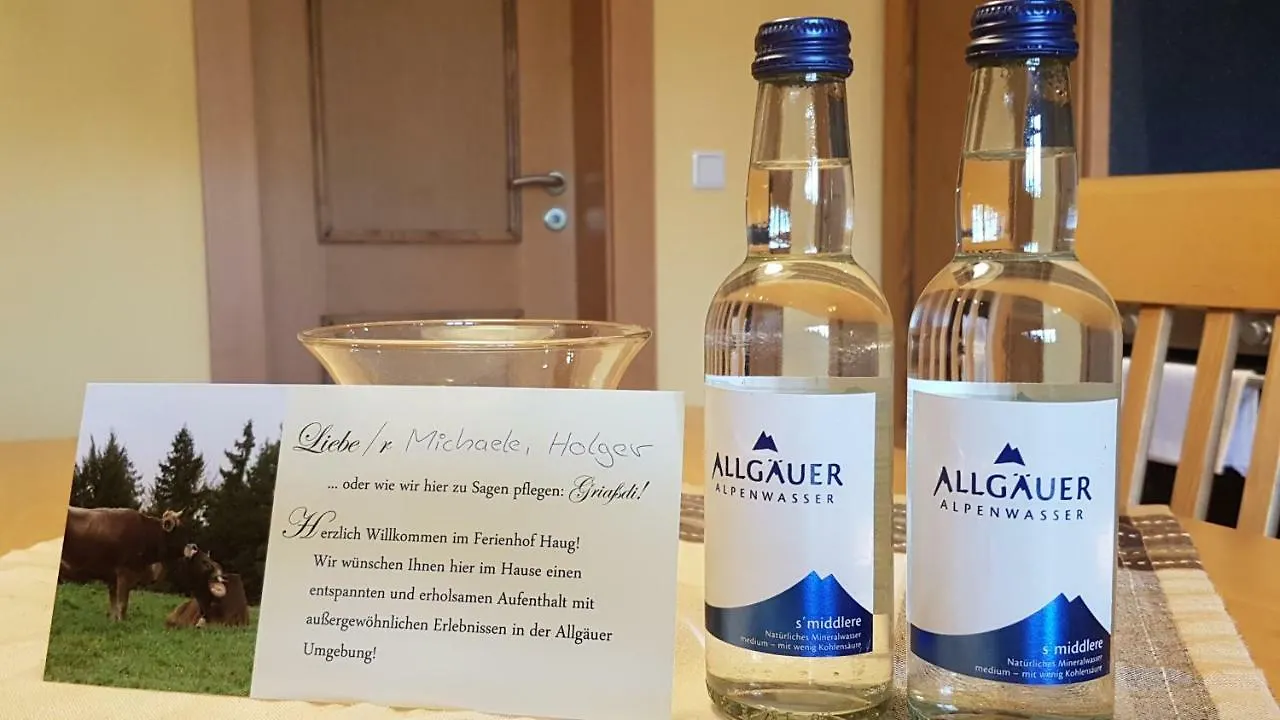 Liebe/r Michaele, Holger
... oder wie wir hier zu Sagen pflegen: Griaßdi!
Herzlich Willkommen im Ferienhof Haug!
Wir wünschen Ihnen hier im Hause einen
entspannten und erholsamen Aufenthalt mit
außergewöhnlichen Erlebnissen in der Allgäuer
Umgebung!
ALLGÄUER
ALPENWASSER
s´middlere
Natürliches Mineralwasser
medium – mit wenig Kohlensäure
ALLGÄUER
ALPENWASSER
s´middlere
Natürliches Mineralwasser
medium – mit wenig Kohlensäure